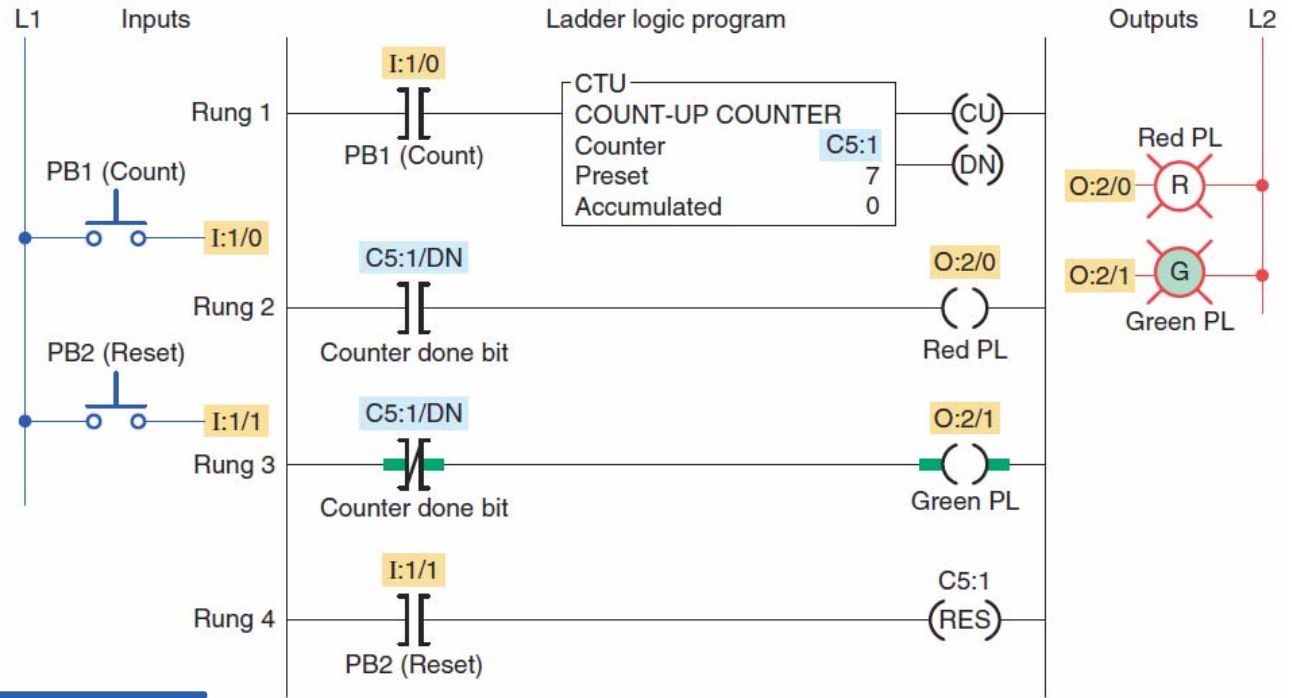 L1 Inputs Ladder logic program Outputs L2
I:1/0
Rung 1
PB1 (Count)
CTU
COUNT-UP COUNTER
Counter C5:1
Preset 7
Accumulated 0
CU
DN
PB1 (Count)
I:1/0
Red PL
O:2/0 R
O:2/1 G
Green PL
C5:1/DN
O:2/0
Rung 2
Counter done bit
Red PL
PB2 (Reset)
I:1/1
C5:1/DN
O:2/1
Rung 3
Counter done bit
Green PL
I:1/1
C5:1
Rung 4
RES
PB2 (Reset)